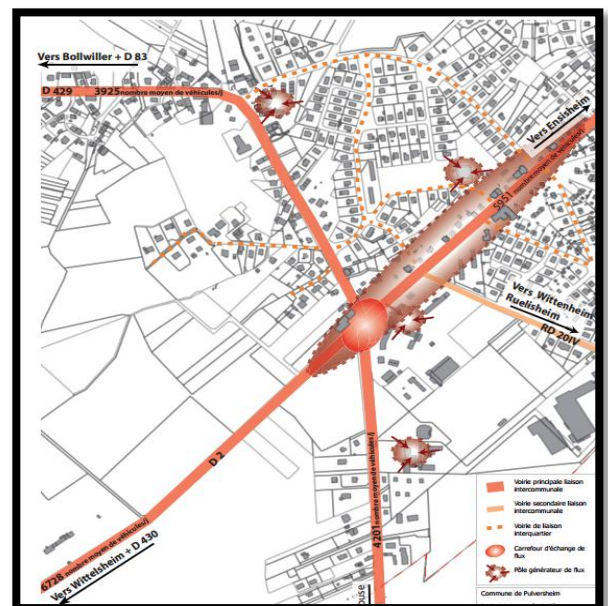 Vers Bollwiller + D 83
D 429 3925 nombre moyen de véhicules/j
Vers Ensisheim
5951 nombre moyen de véhicules/j
Vers Wittenheim
Ruelisheim
RD 20IV
D 2
4201 nombre moyen de véhicules/j
6728 nombre moyen de véhicules/j
Vers Wittelsheim + D 430
Voirie principale liaison
intercommunale
Voirie secondaire liaison
intercommunale
Voirie de liaison
interquartier
Carrefour d'échange de
flux
Pôle générateur de flux
Commune de Pulversheim